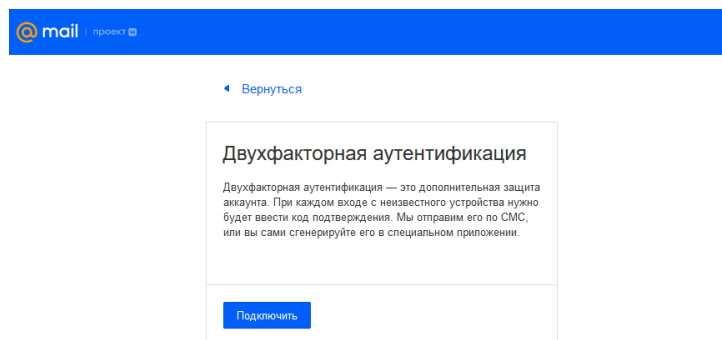 @ mail | проект
Вернуться
Двухфакторная аутентификация
Двухфакторная аутентификация — это дополнительная защита
аккаунта. При каждом входе с неизвестного устройства нужно
будет ввести код подтверждения. Мы отправим его по СМС,
или вы сами сгенерируйте его в специальном приложении.
Подключить